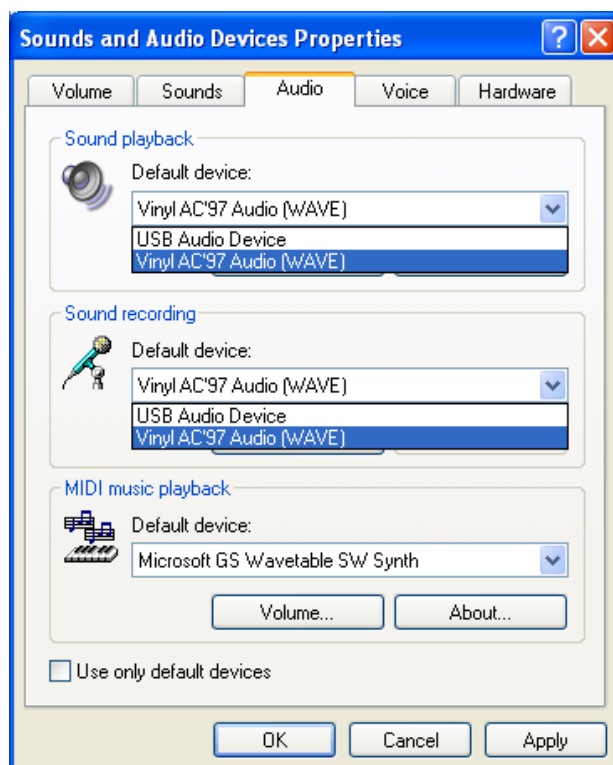 Sounds and Audio Devices Properties
?
Volume Sounds Audio Voice Hardware
Sound playback
Default device:
Vinyl AC'97 Audio (WAVE)
USB Audio Device
Vinyl AC'97 Audio (WAVE)
Sound recording
Default device:
Vinyl AC'97 Audio (WAVE)
USB Audio Device
Vinyl AC'97 Audio (WAVE)
MIDI music playback
Default device:
Microsoft GS Wavetable SW Synth
Volume... About...
Use only default devices
OK Cancel Apply